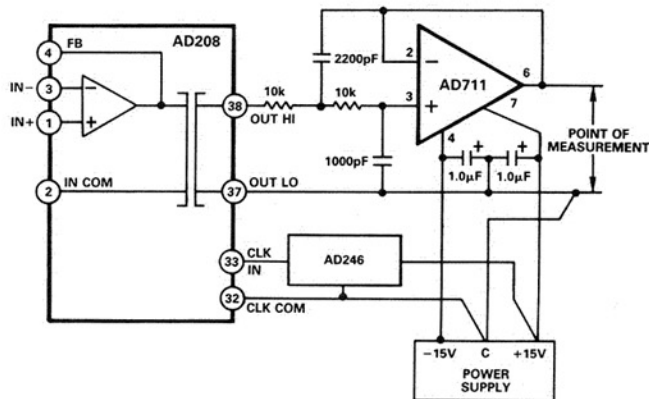 4
FB
AD208
IN−
3
IN+
1
2
IN COM
38
OUT HI
37
OUT LO
33
CLK
IN
32
CLK COM
10k
10k
2200pF
1000pF
2
3
4
6
7
−
+
−
+
AD711
+
+
1.0μF
1.0μF
POINT OF
MEASUREMENT
AD246
−15V
C
+15V
POWER
SUPPLY